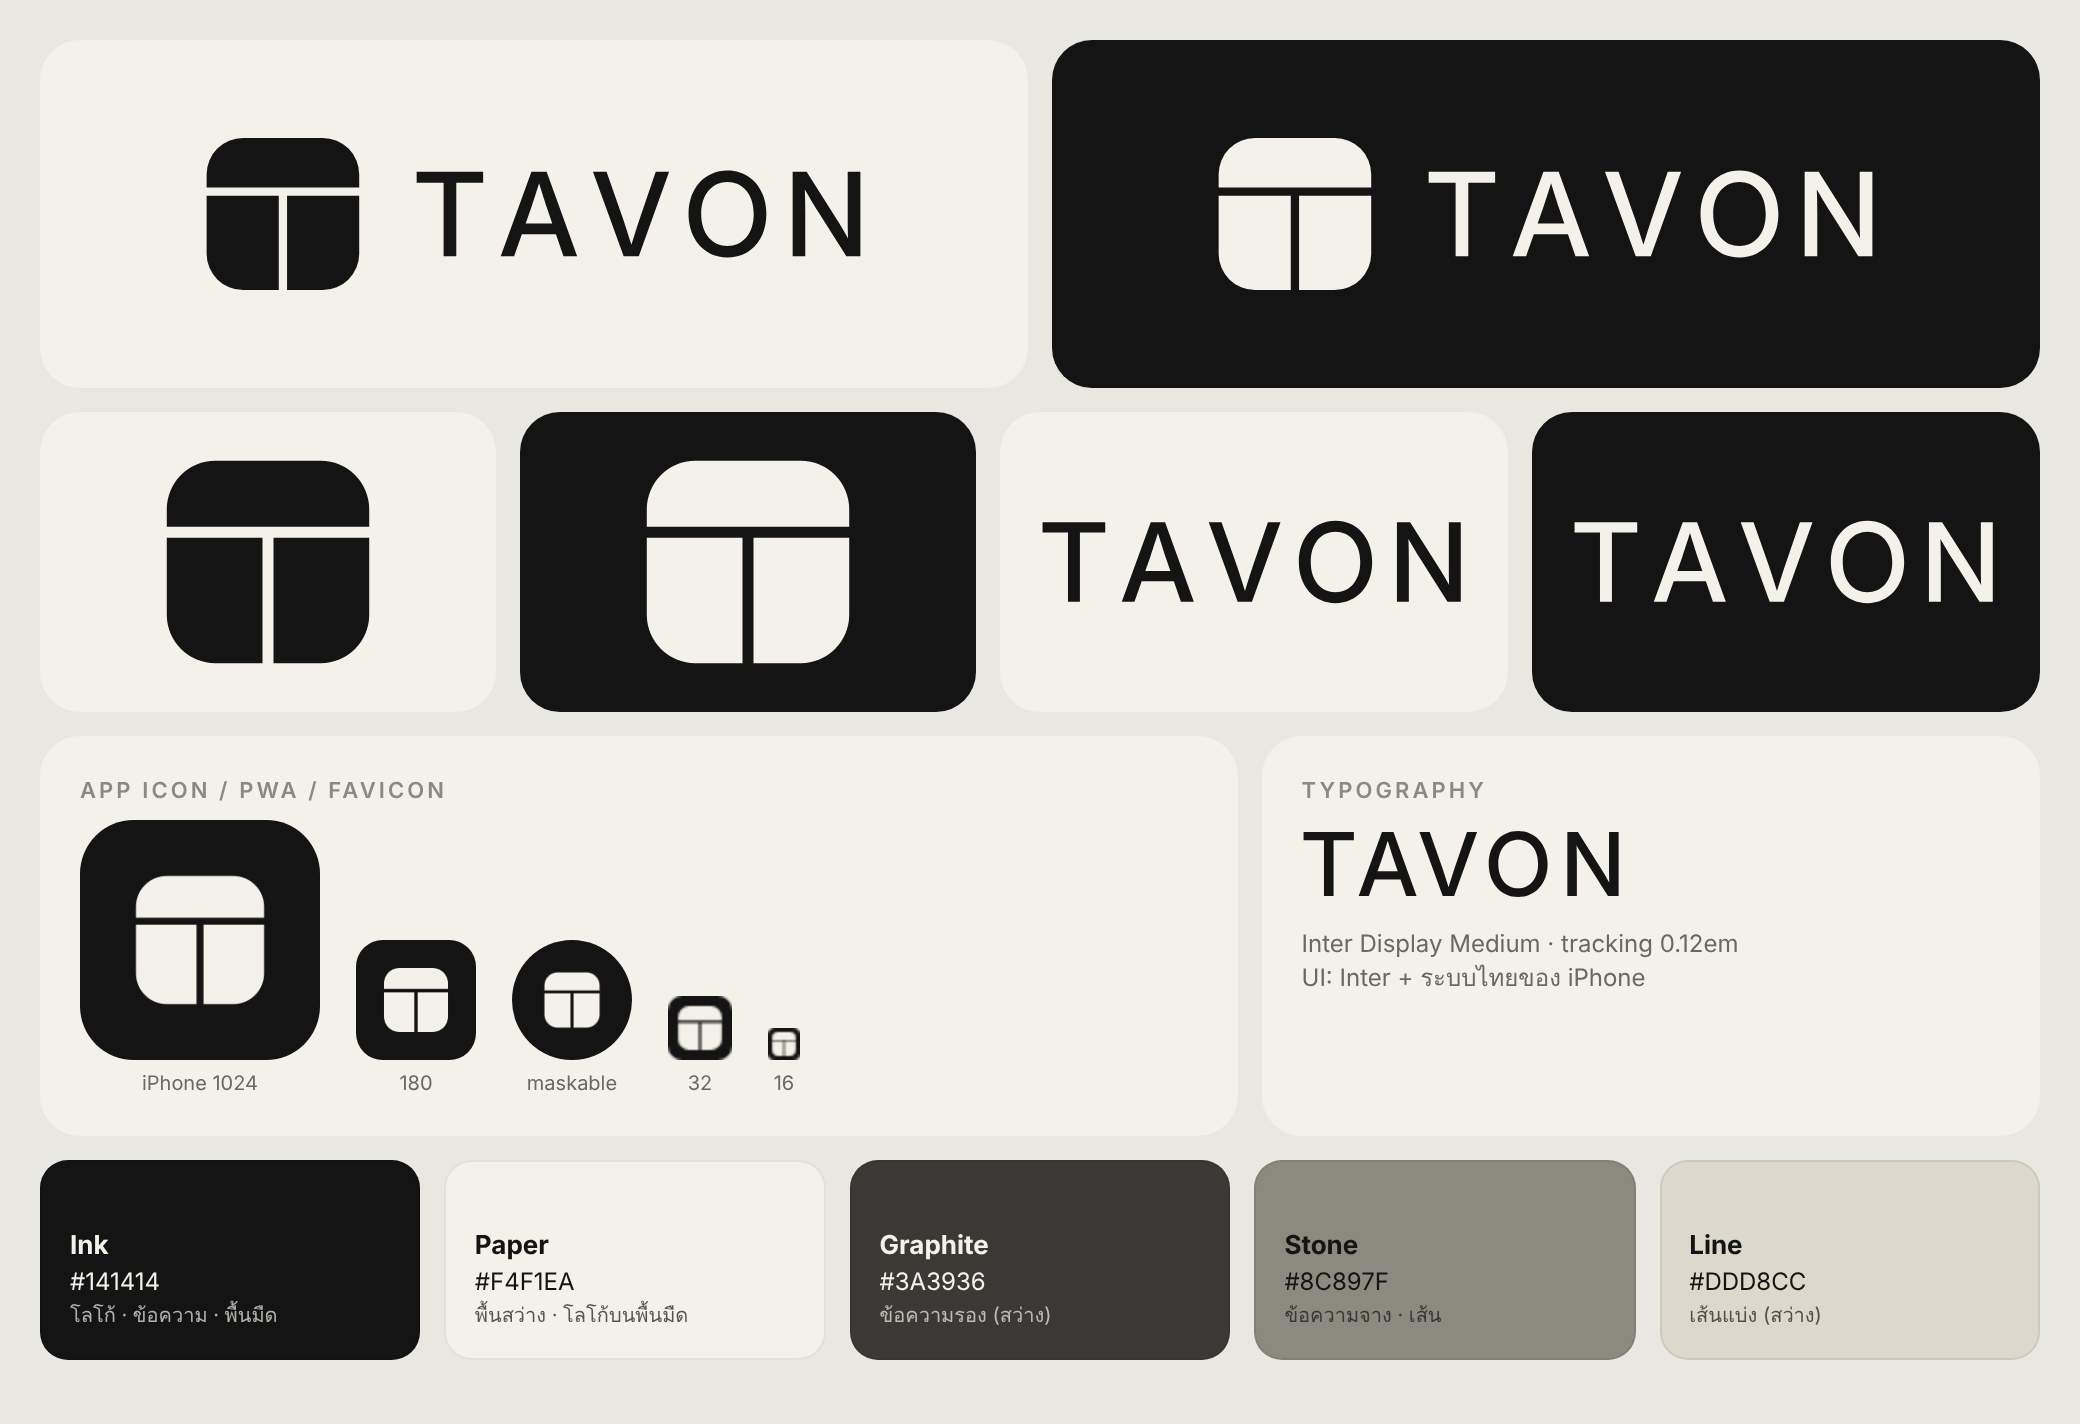 TAVON
TAVON
TAVON
TAVON
APP ICON / PWA / FAVICON
iPhone 1024
180
maskable
32
16
TYPOGRAPHY
TAVON
Inter Display Medium · tracking 0.12em
UI: Inter + ระบบไทยของ iPhone
Ink
#141414
โลโก้ · ข้อความ · พื้นมืด
Paper
#F4F1EA
พื้นสว่าง · โลโก้บนพื้นมืด
Graphite
#3A3936
ข้อความรอง (สว่าง)
Stone
#8C897F
ข้อความจาง · เส้น
Line
#DDD8CC
เส้นแบ่ง (สว่าง)